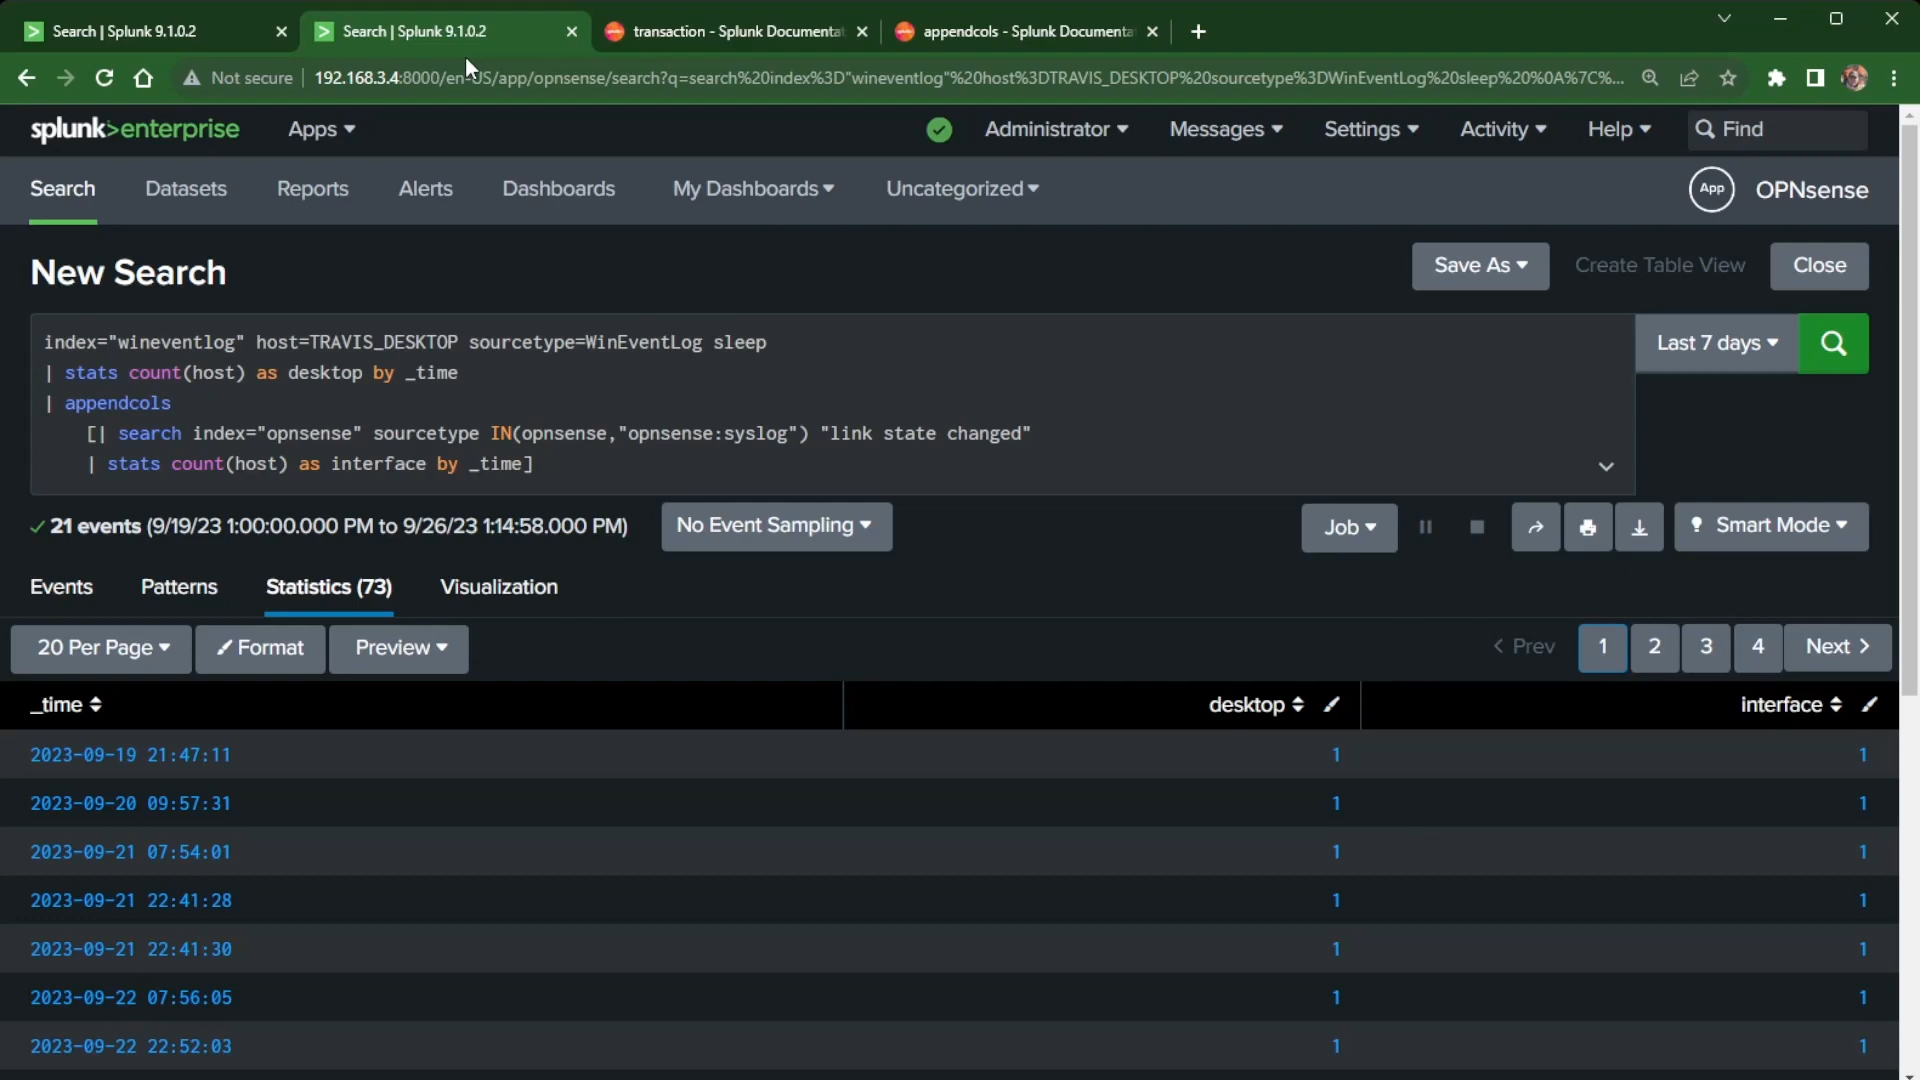 Search | Splunk 9.1.0.2
Search | Splunk 9.1.0.2
transaction - Splunk Documentat
appendcols - Splunk Documentat
Not secure
192.168.3.4:8000/en-US/app/opnsense/search?q=search%20index%3D"wineventlog"%20host%3DTRAVIS_DESKTOP%20sourcetype%3DWinEventLog%20sleep%20%0A%7C%...
splunk>enterprise
Apps
Administrator
Messages
Settings
Activity
Help
Find
Search
Datasets
Reports
Alerts
Dashboards
My Dashboards
Uncategorized
App
OPNsense
New Search
Save As
Create Table View
Close
index="wineventlog" host=TRAVIS_DESKTOP sourcetype=WinEventLog sleep
| stats count(host) as desktop by _time
| appendcols
[| search index="opnsense" sourcetype IN(opnsense,"opnsense:syslog") "link state changed"
| stats count(host) as interface by _time]
Last 7 days
21 events (9/19/23 1:00:00.000 PM to 9/26/23 1:14:58.000 PM)
No Event Sampling
Job
Smart Mode
Events
Patterns
Statistics (73)
Visualization
20 Per Page
Format
Preview
< Prev
1
2
3
4
Next >
_time
desktop
interface
2023-09-19 21:47:11 1 1
2023-09-20 09:57:31 1 1
2023-09-21 07:54:01 1 1
2023-09-21 22:41:28 1 1
2023-09-21 22:41:30 1 1
2023-09-22 07:56:05 1 1
2023-09-22 22:52:03 1 1